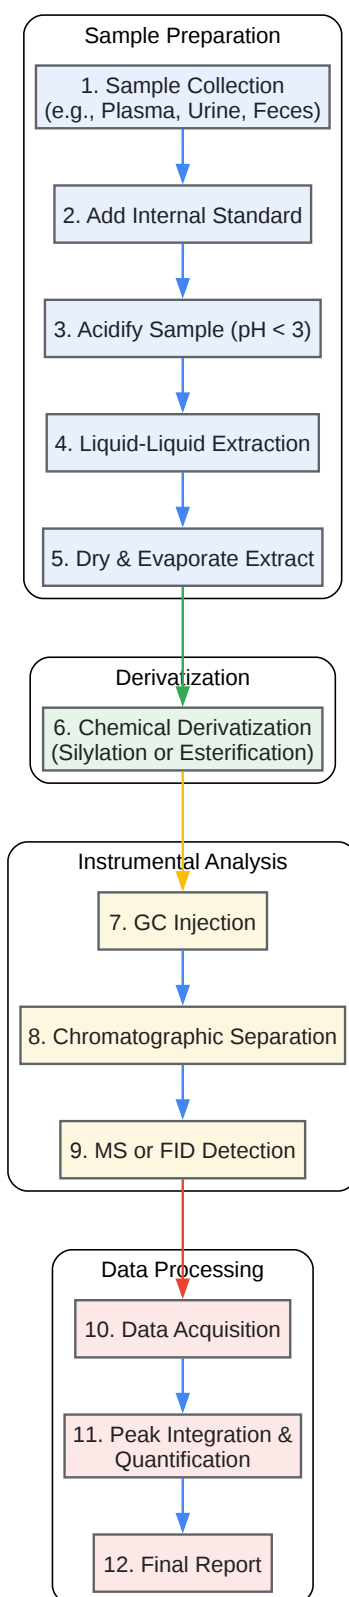 Sample Preparation
1. Sample Collection
(e.g., Plasma, Urine, Feces)
2. Add Internal Standard
3. Acidify Sample (pH < 3)
4. Liquid-Liquid Extraction
5. Dry & Evaporate Extract
Derivatization
6. Chemical Derivatization
(Silylation or Esterification)
Instrumental Analysis
7. GC Injection
8. Chromatographic Separation
9. MS or FID Detection
Data Processing
10. Data Acquisition
11. Peak Integration &
Quantification
12. Final Report